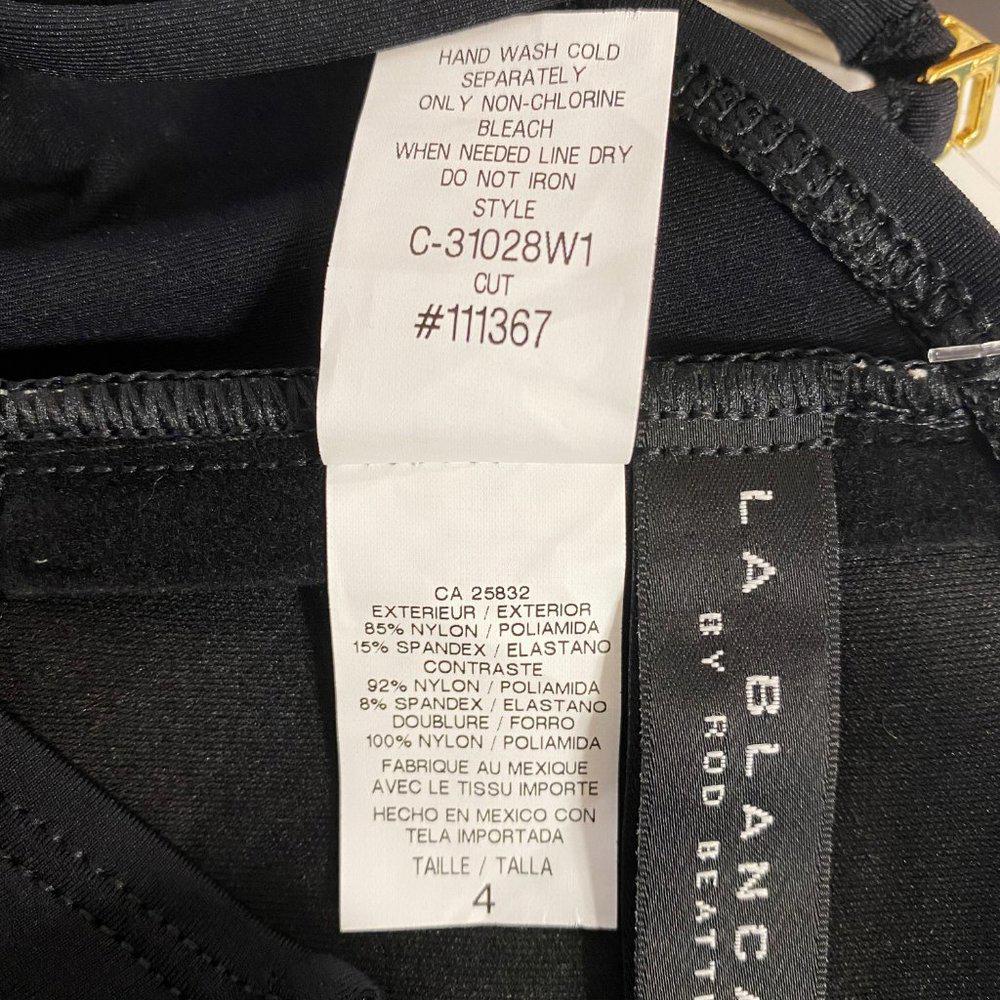 HAND WASH COLD
SEPARATELY
ONLY NON-CHLORINE
BLEACH
WHEN NEEDED LINE DRY
DO NOT IRON
STYLE
C-31028W1
CUT
#111367
CA 25832
EXTERIEUR / EXTERIOR
85% NYLON / POLIAMIDA
15% SPANDEX / ELASTANO
CONTRASTE
92% NYLON / POLIAMIDA
8% SPANDEX / ELASTANO
DOUBLURE / FORRO
100% NYLON / POLIAMIDA
FABRIQUE AU MEXIQUE
AVEC LE TISSU IMPORTE
HECHO EN MEXICO CON
TELA IMPORTADA
TAILLE / TALLA
4
LA BLANC
BY ROD BEATT